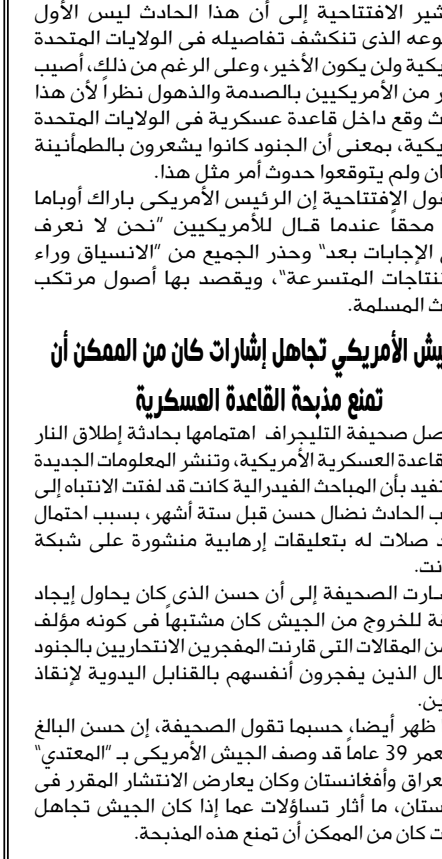 شير الافتتاحية إلى أن هذا الحادث ليس الأول
وعه الذى تنكشف تفاصيله فى الولايات المتحدة
يكية ولن يكون الأخير، وعلى الرغم من ذلك، أصيب
ر من الأمريكيين بالصدمة والذهول نظراً لأن هذا
ث وقع داخل قاعدة عسكرية فى الولايات المتحدة
يكية، بمعنى أن الجنود كانوا يشعرون بالطمأنينة
ان ولم يتوقعوا حدوث أمر مثل هذا.
قول الافتتاحية إن الرئيس الأمريكى باراك أوباما
محقاً عندما قال للأمريكيين "نحن لا نعرف
الإجابات بعد" وحذر الجميع من "الانسياق وراء
نتاجات المتسرعة"، ويقصد بها أصول مرتكب
ث المسلمة.
يش الأمريكي تجاهل إشارات كان من الممكن أن
تمنع مذبحة القاعدة العسكرية
صل صحيفة التليجراف اهتمامها بحادثة إطلاق النار
قاعدة العسكرية الأمريكية، وتنشر المعلومات الجديدة
تفيد بأن المباحث الفيدرالية كانت قد لفتت الانتباه إلى
ب الحادث نضال حسن قبل ستة أشهر، بسبب احتمال
د صلات له بتعليقات إرهابية منشورة على شبكة
نت.
ارت الصحيفة إلى أن حسن الذى كان يحاول إيجاد
ة للخروج من الجيش كان مشتبهاً فى كونه مؤلف
من المقالات التى قارنت المفجرين الانتحاريين بالجنود
ال الذين يفجرون أنفسهم بالقنابل اليدوية لإنقاذ
ين.
ظهر أيضا، حسبما تقول الصحيفة، إن حسن البالغ
عمر 39 عاماً قد وصف الجيش الأمريكى بـ "المعتدي"
عراق وأفغانستان وكان يعارض الانتشار المقرر فى
ستان، ما أثار تساؤلات عما إذا كان الجيش تجاهل
ت كان من الممكن أن تمنع هذه المذبحة.